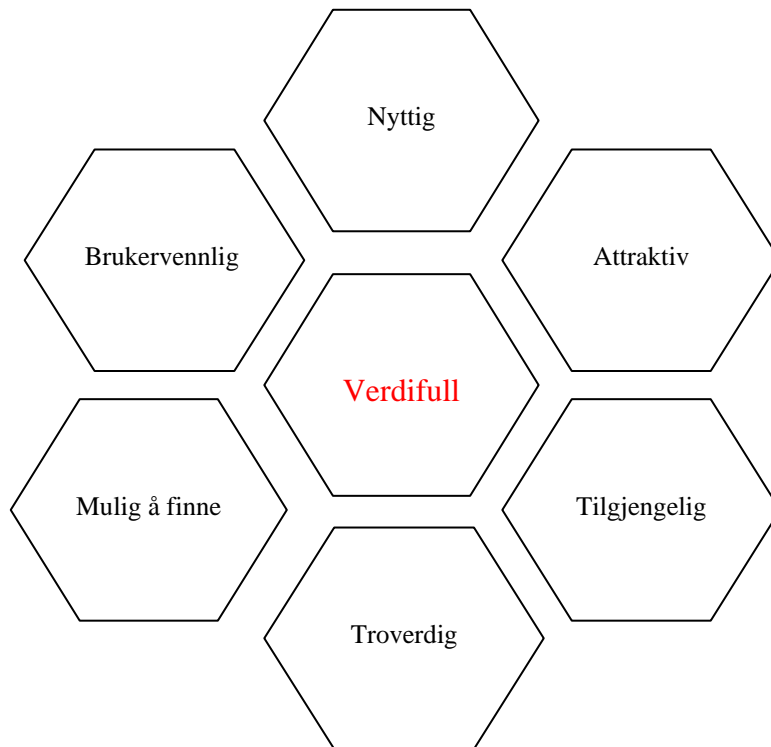 Nyttig
Brukervennlig
Attraktiv
Verdifull
Mulig å finne
Tilgjengelig
Troverdig